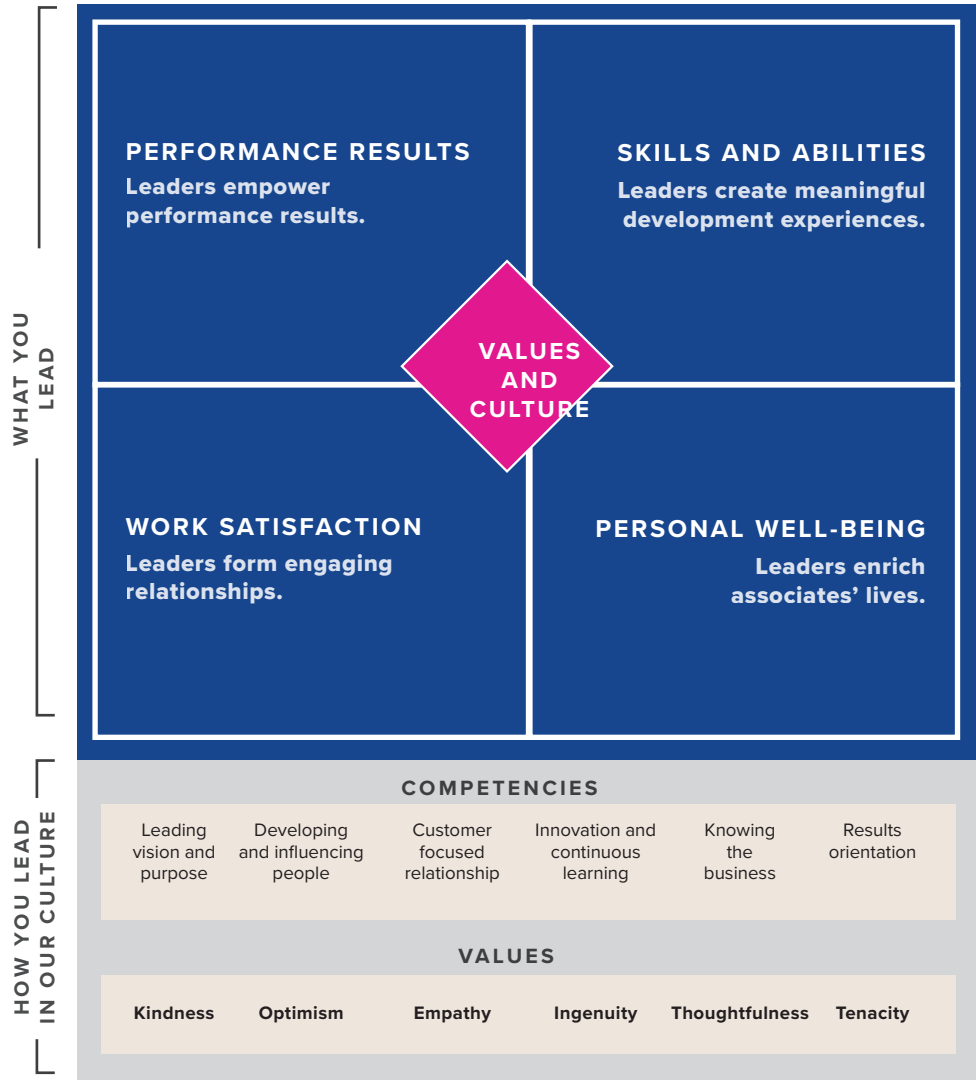 WHAT YOU
LEAD
PERFORMANCE RESULTS
Leaders empower
performance results.
SKILLS AND ABILITIES
Leaders create meaningful
development experiences.
VALUES
AND
CULTURE
WORK SATISFACTION
Leaders form engaging
relationships.
PERSONAL WELL-BEING
Leaders enrich
associates’ lives.
HOW YOU LEAD
IN OUR CULTURE
COMPETENCIES
Leading
vision and
purpose
Developing
and influencing
people
Customer
focused
relationship
Innovation and
continuous
learning
Knowing
the
business
Results
orientation
VALUES
Kindness
Optimism
Empathy
Ingenuity
Thoughtfulness
Tenacity